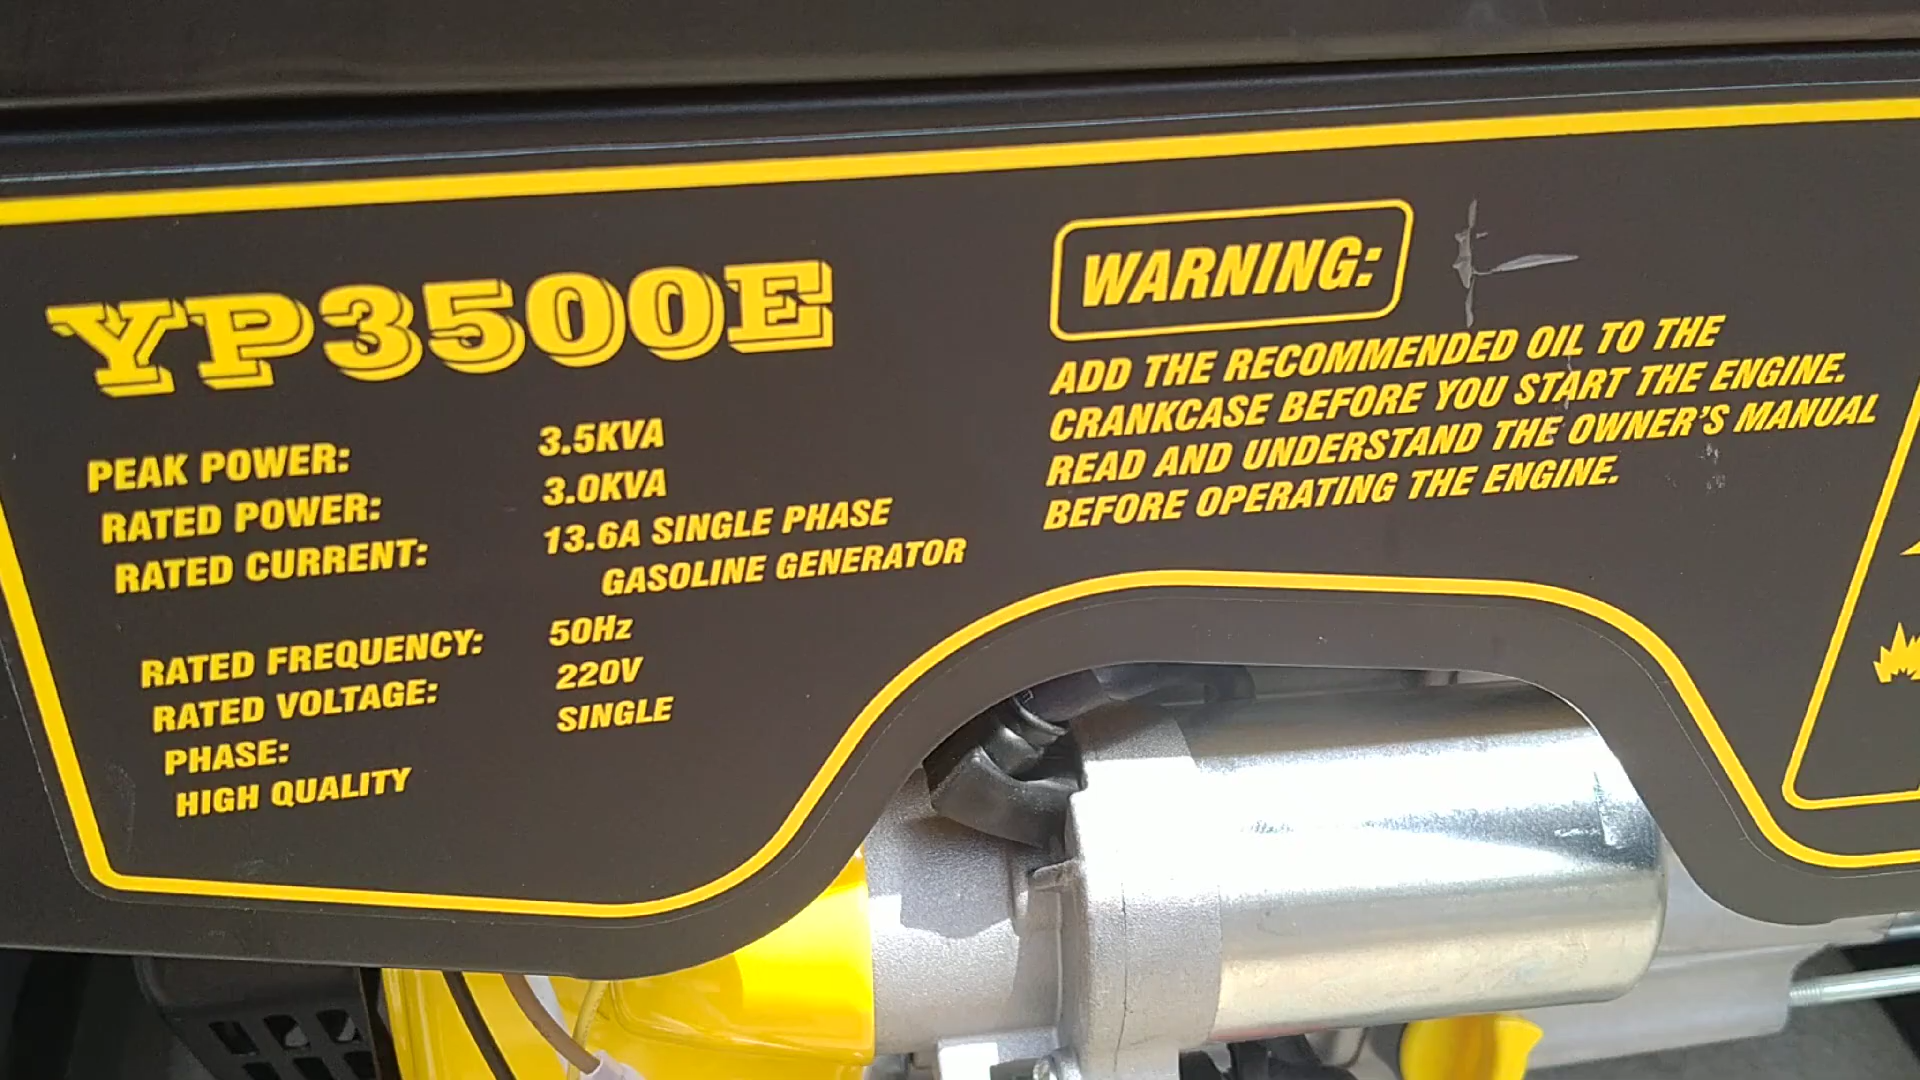 YP3500E
PEAK POWER: 3.5KVA
RATED POWER: 3.0KVA
RATED CURRENT: 13.6A SINGLE PHASE
GASOLINE GENERATOR
RATED FREQUENCY: 50Hz
RATED VOLTAGE: 220V
PHASE: SINGLE
HIGH QUALITY
WARNING:
ADD THE RECOMMENDED OIL TO THE
CRANKCASE BEFORE YOU START THE ENGINE.
READ AND UNDERSTAND THE OWNER'S MANUAL
BEFORE OPERATING THE ENGINE.